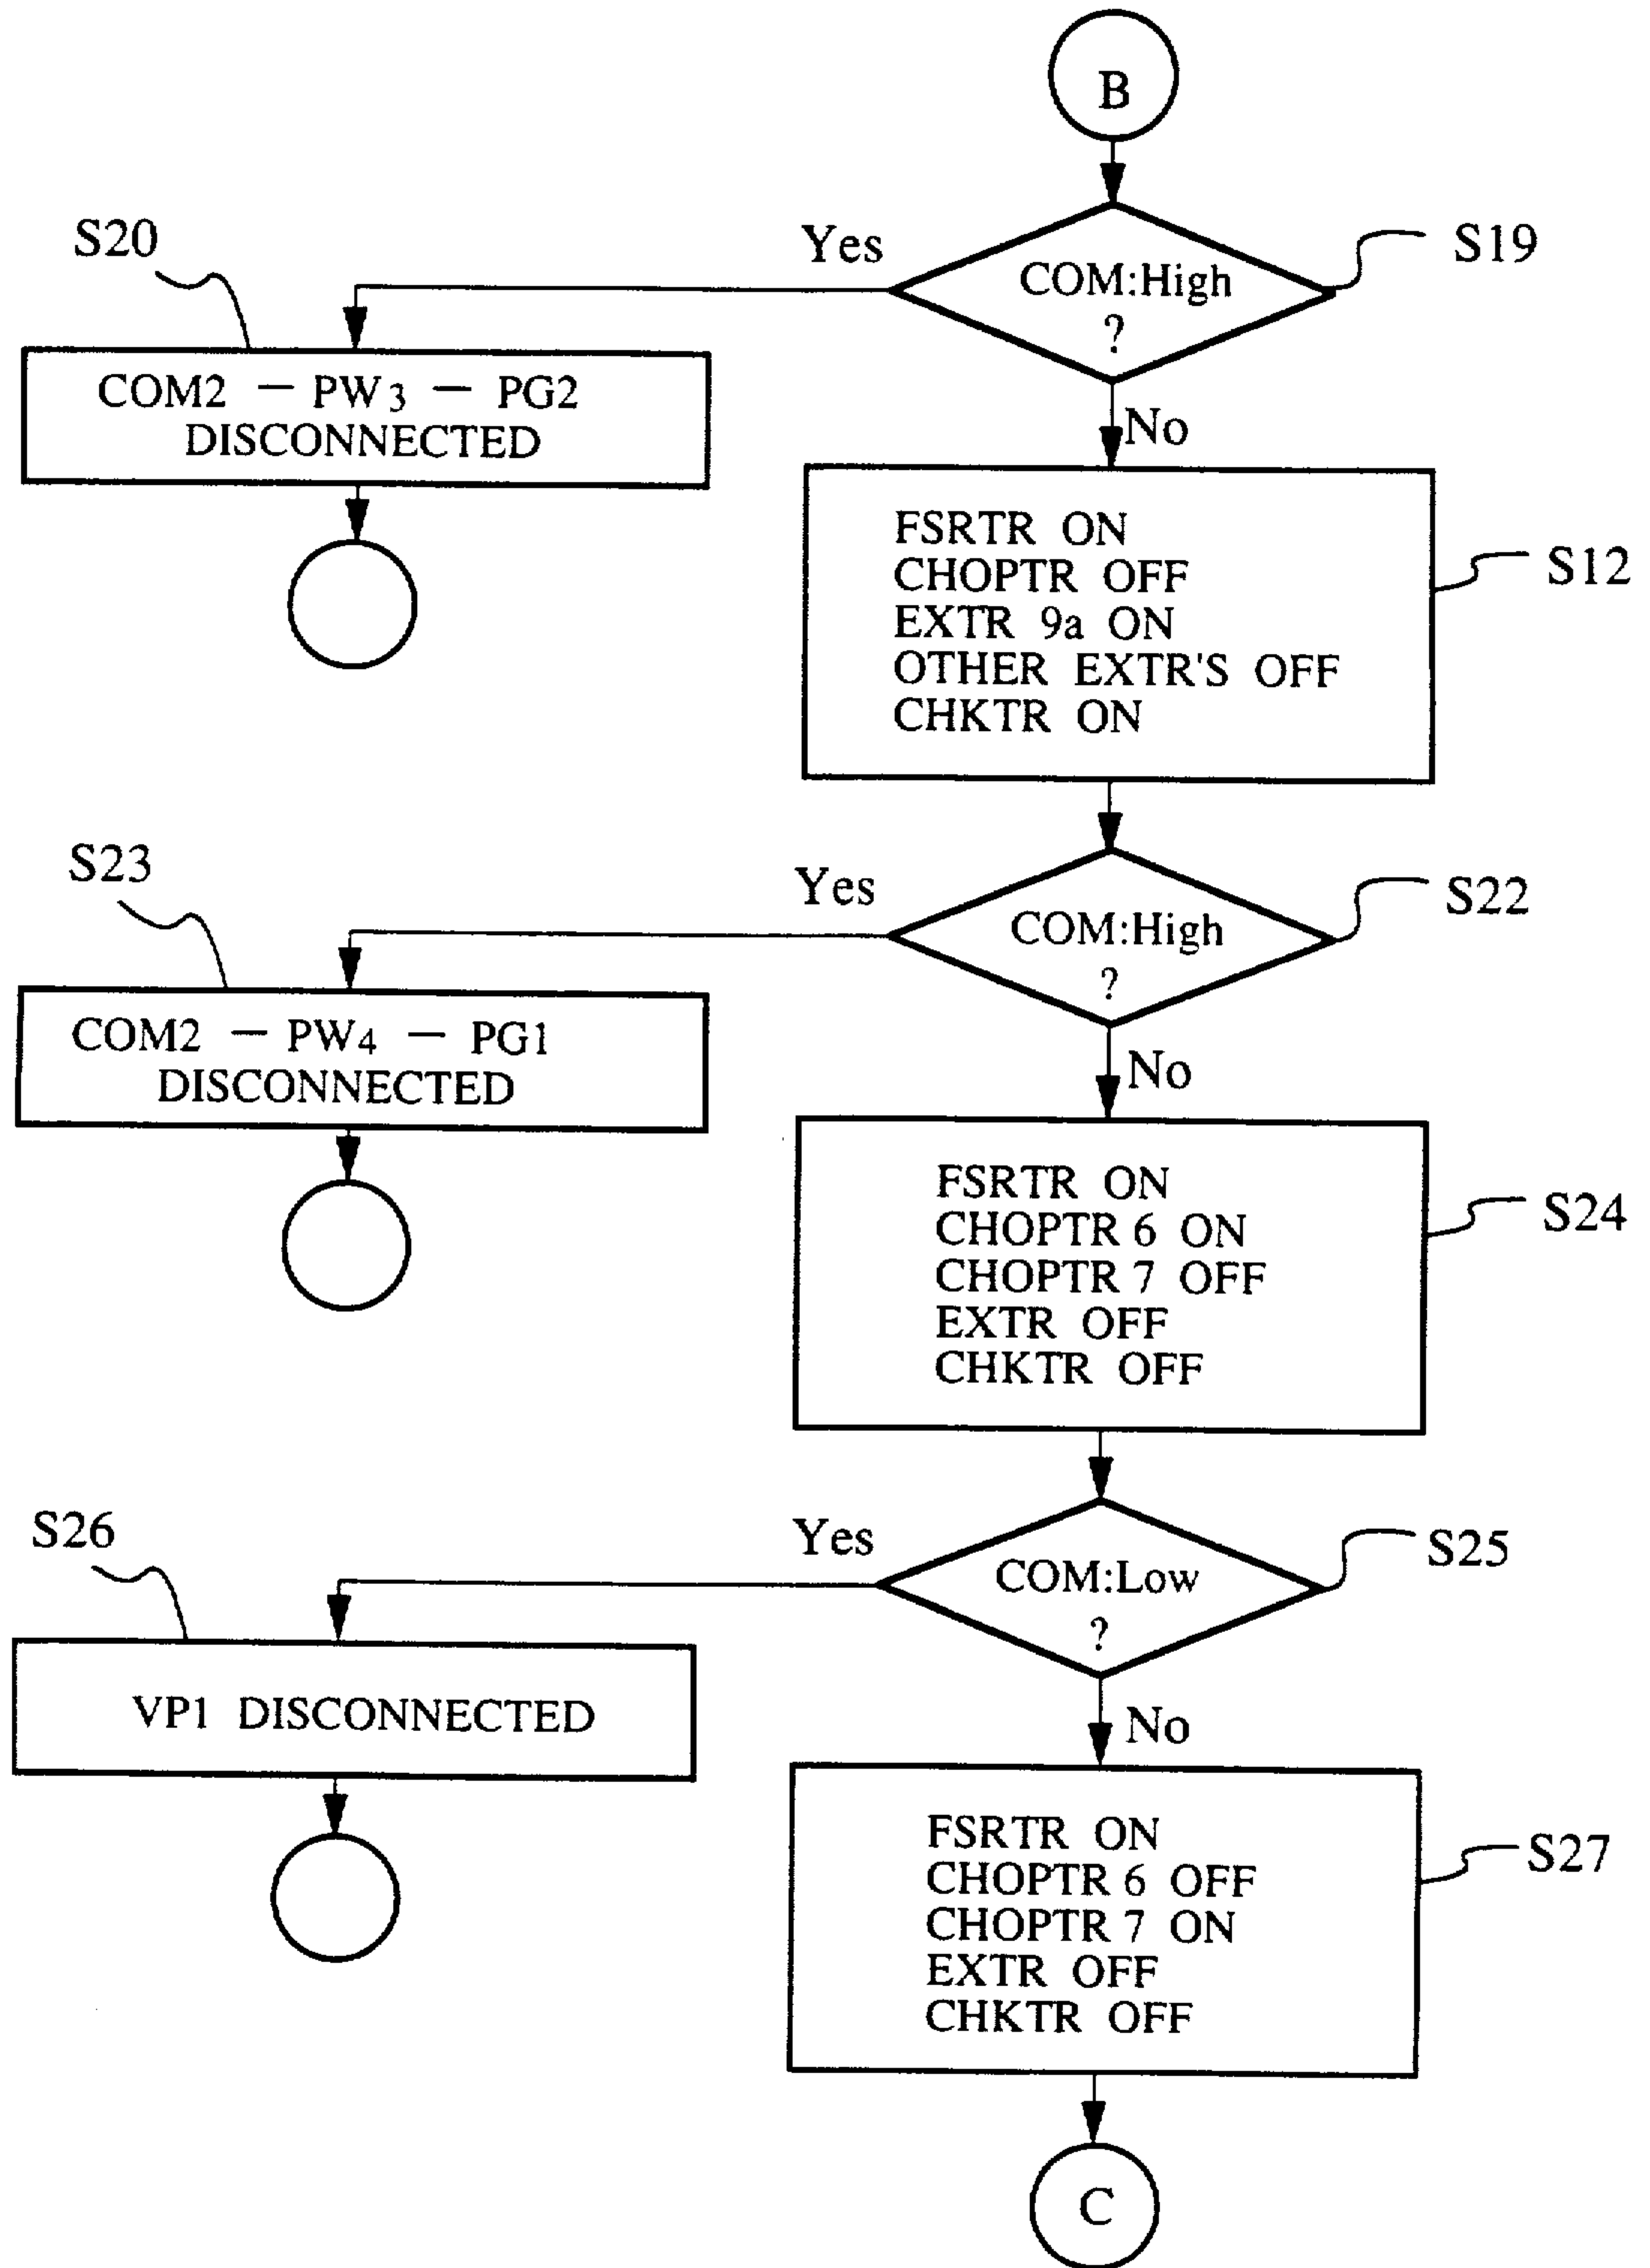 B
Yes
S19
COM:High
?
S20
COM2 — PW3 — PG2
DISCONNECTED
No
FSRTR ON
CHOPTR OFF
EXTR 9a ON
OTHER EXTR'S OFF
CHKTR ON
S12
Yes
S22
COM:High
?
S23
COM2 — PW4 — PG1
DISCONNECTED
No
FSRTR ON
CHOPTR 6 ON
CHOPTR 7 OFF
EXTR OFF
CHKTR OFF
S24
Yes
S25
COM:Low
?
S26
VP1 DISCONNECTED
No
FSRTR ON
CHOPTR 6 OFF
CHOPTR 7 ON
EXTR OFF
CHKTR OFF
S27
C